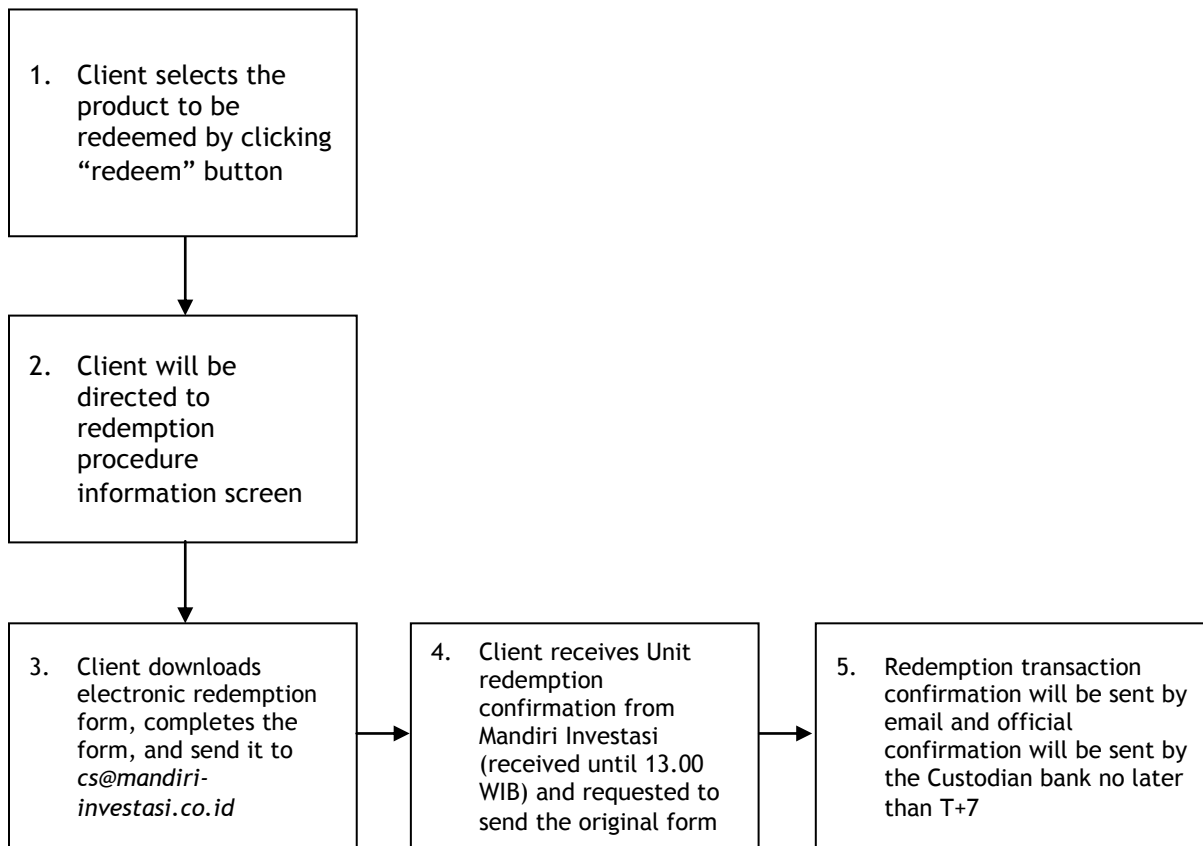 1. Client selects the
product to be
redeemed by clicking
“redeem” button
2. Client will be
directed to
redemption
procedure
information screen
3. Client downloads
electronic redemption
form, completes the
form, and send it to
cs@mandiri-
investasi.co.id
4. Client receives Unit
redemption
confirmation from
Mandiri Investasi
(received until 13.00
WIB) and requested to
send the original form
5. Redemption transaction
confirmation will be sent by
email and official
confirmation will be sent by
the Custodian bank no later
than T+7